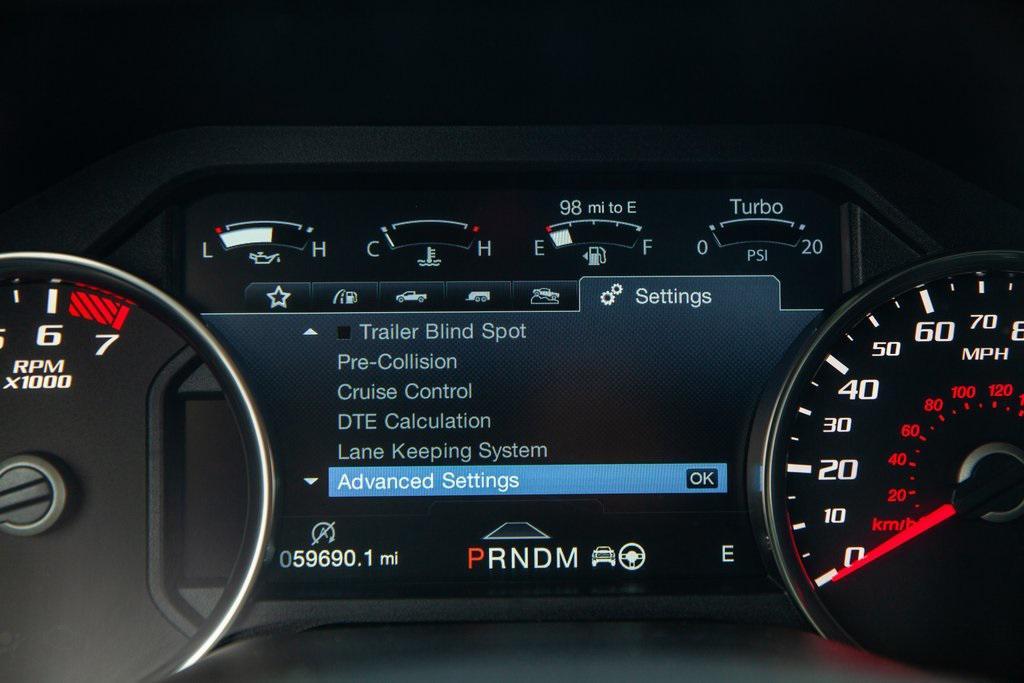 98 mi to E
L H
C H
E F
Turbo
0 20
PSI
Settings
Trailer Blind Spot
Pre-Collision
Cruise Control
DTE Calculation
Lane Keeping System
Advanced Settings OK
059690.1 mi
PRNDM
E
6
7
RPM
X1000
0
10
20
30
40
50
60
70
MPH
20
40
60
80
100
120
km/h